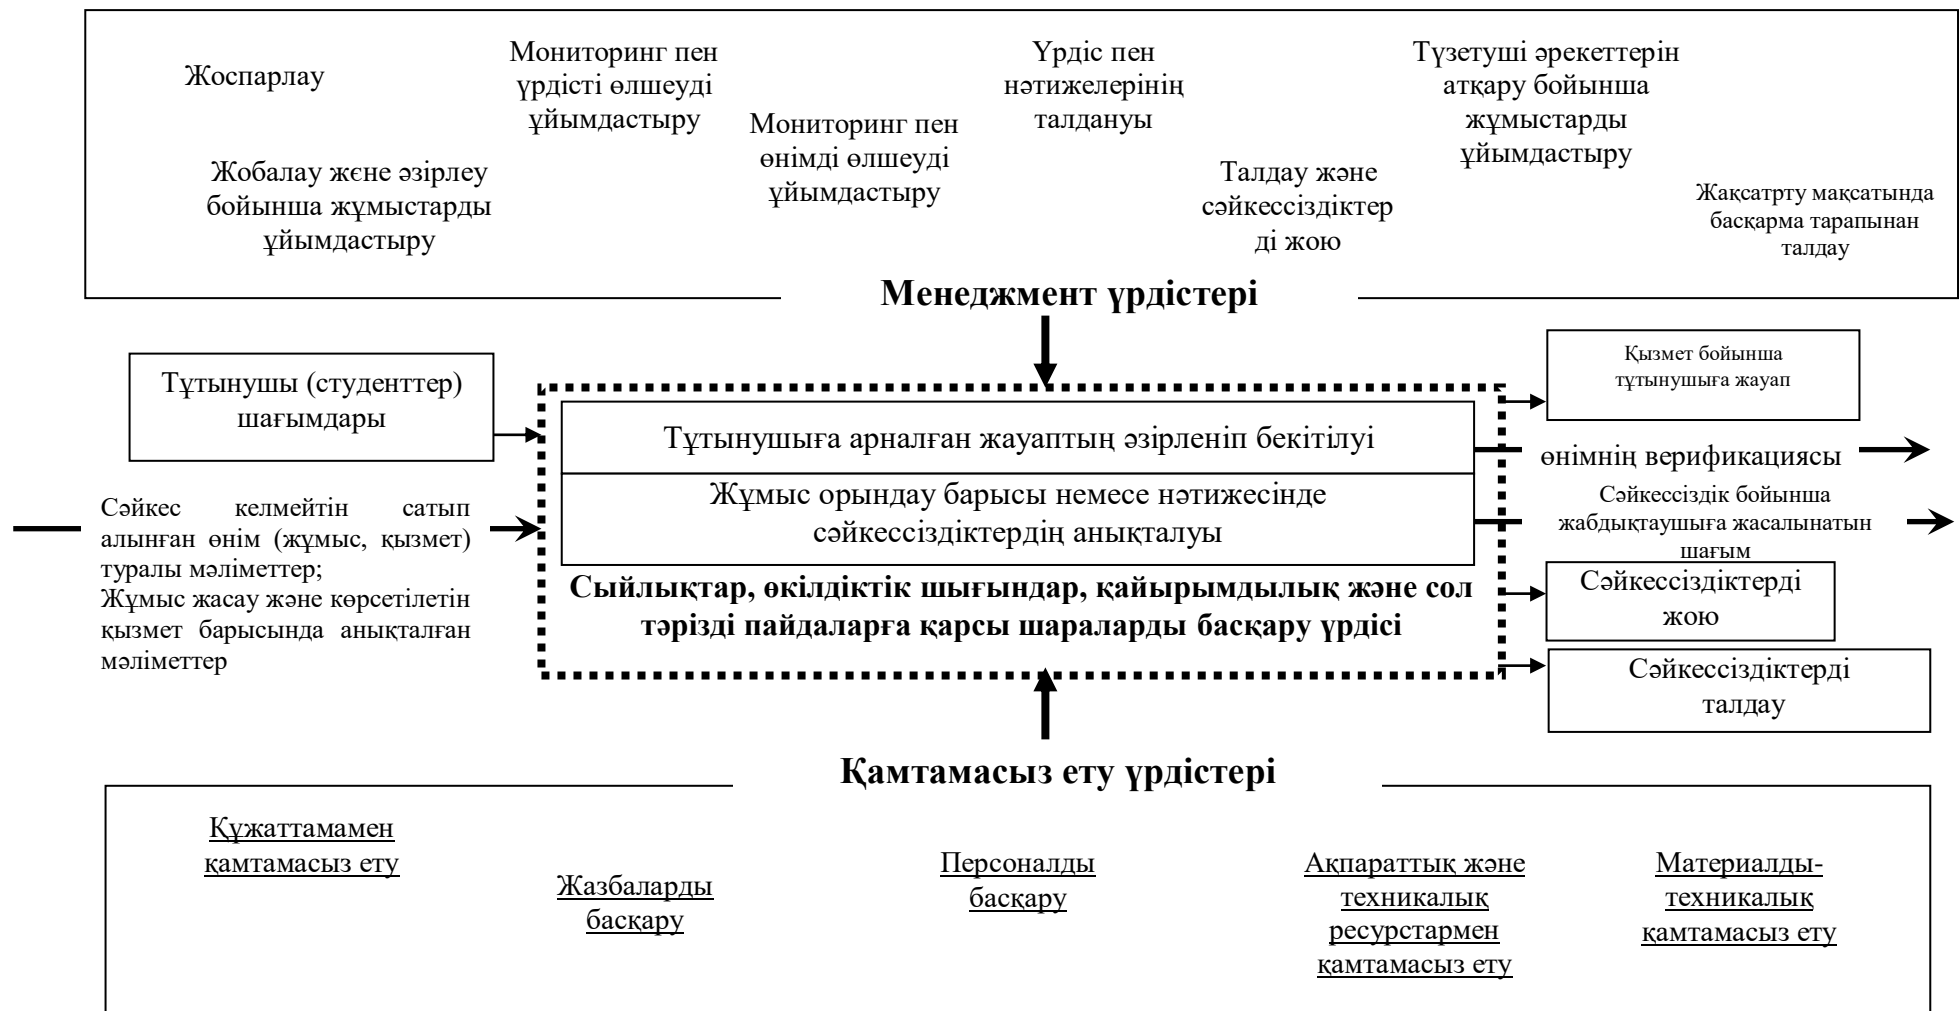 Жоспарлау
Мониторинг пен
үрдісті өлшеуді
ұйымдастыру
Үрдіс пен
нәтижелерінің
талдануы
Түзетуші әрекеттерін
атқару бойынша
жұмыстарды
ұйымдастыру
Мониторинг пен
өнімді өлшеуді
ұйымдастыру
Жобалау жєне әзірлеу
бойынша жұмыстарды
ұйымдастыру
Талдау және
сәйкессіздіктер
ді жою
Жақсатрту мақсатында
басқарма тарапынан
талдау
Менеджмент үрдістері
Тұтынушы (студенттер)
шағымдары
Сәйкес келмейтін сатып
алынған өнім (жұмыс, қызмет)
туралы мәліметтер;
Жұмыс жасау және көрсетілетін
қызмет барысында анықталған
мәліметтер
Тұтынушыға арналған жауаптың әзірленіп бекітілуі
Жұмыс орындау барысы немесе нәтижесінде
сәйкессіздіктердің анықталуы
Сыйлықтар, өкілдіктік шығындар, қайырымдылық және сол
тәрізді пайдаларға қарсы шараларды басқару үрдісі
Қызмет бойынша
тұтынушыға жауап
өнімнің верификациясы
Сәйкессіздік бойынша
жабдықтаушыға жасалынатын
шағым
Сәйкессіздіктерді
жою
Сәйкессіздіктерді
талдау
Қамтамасыз ету үрдістері
Құжаттамамен
қамтамасыз ету
Жазбаларды
басқару
Персоналды
басқару
Ақпараттық және
техникалық
ресурстармен
қамтамасыз ету
Материалды-
техникалық
қамтамасыз ету